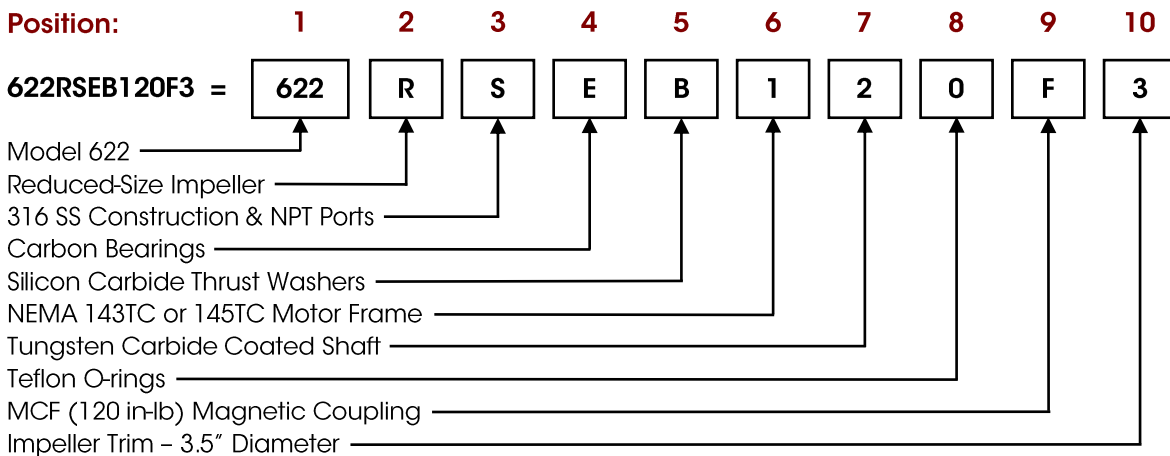 Position: 1 2 3 4 5 6 7 8 9 10
622RSEB120F3 = 622 R S E B 1 2 0 F 3
Model 622
Reduced-Size Impeller
316 SS Construction & NPT Ports
Carbon Bearings
Silicon Carbide Thrust Washers
NEMA 143TC or 145TC Motor Frame
Tungsten Carbide Coated Shaft
Teflon O-rings
MCF (120 in-lb) Magnetic Coupling
Impeller Trim – 3.5” Diameter